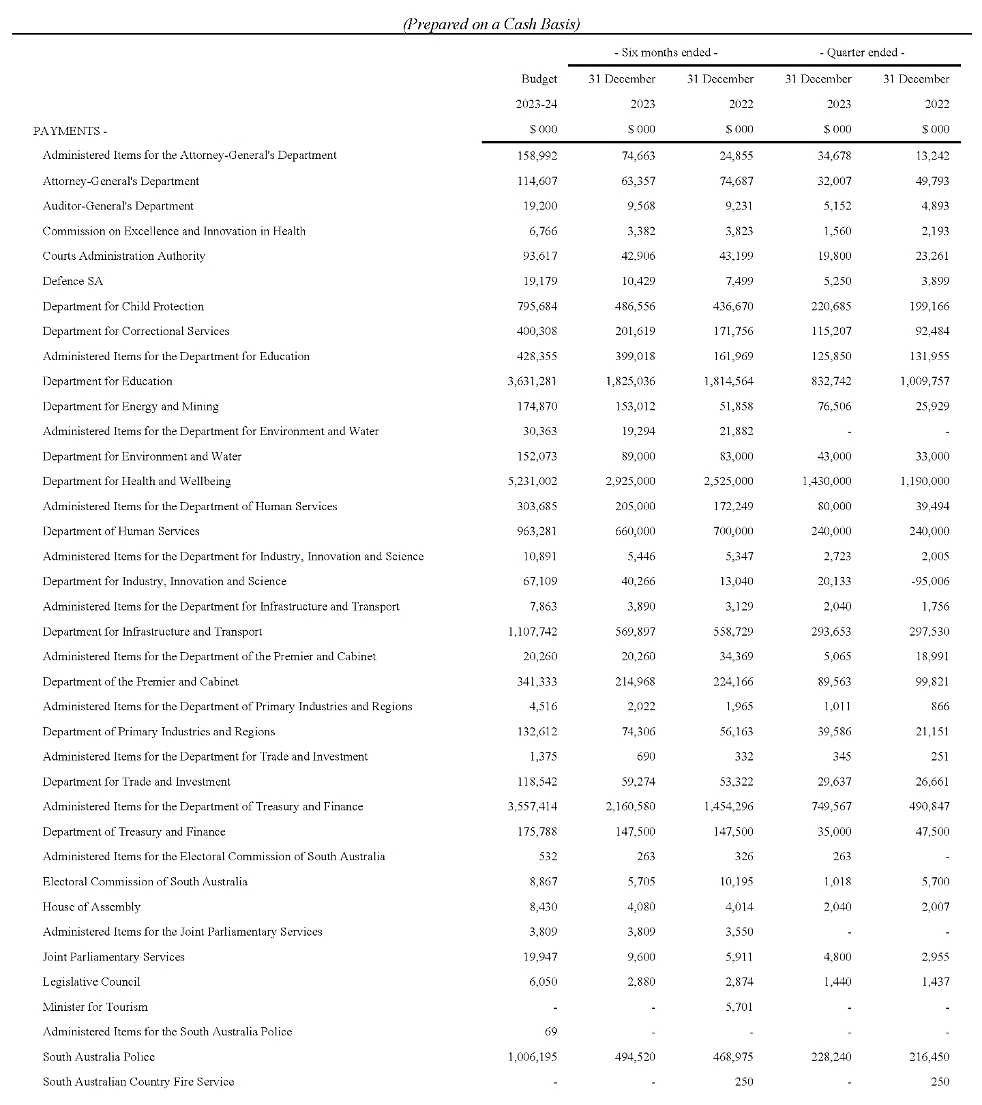 (Prepared on a Cash Basis)
- Six months ended - - Quarter ended -
Budget 31 December 31 December 31 December 31 December
2023-24 2023 2022 2023 2022
PAYMENTS - $ 000 $ 000 $ 000 $ 000 $ 000
Administered Items for the Attorney-General's Department 158,992 74,663 24,855 34,678 13,242
Attorney-General's Department 114,607 63,357 74,687 32,007 49,793
Auditor-General's Department 19,200 9,568 9,231 5,152 4,893
Commission on Excellence and Innovation in Health 6,766 3,382 3,823 1,560 2,193
Courts Administration Authority 93,617 42,906 43,199 19,800 23,261
Defence SA 19,179 10,429 7,499 5,250 3,899
Department for Child Protection 795,684 486,556 436,670 220,685 199,166
Department for Correctional Services 400,308 201,619 171,756 115,207 92,484
Administered Items for the Department for Education 428,355 399,018 161,969 125,850 131,955
Department for Education 3,631,281 1,825,036 1,814,564 832,742 1,009,757
Department for Energy and Mining 174,870 153,012 51,858 76,506 25,929
Administered Items for the Department for Environment and Water 30,363 19,294 21,882 - -
Department for Environment and Water 152,073 89,000 83,000 43,000 33,000
Department for Health and Wellbeing 5,231,002 2,925,000 2,525,000 1,430,000 1,190,000
Administered Items for the Department of Human Services 303,685 205,000 172,249 80,000 39,494
Department of Human Services 963,281 660,000 700,000 240,000 240,000
Administered Items for the Department for Industry, Innovation and Science 10,891 5,446 5,347 2,723 2,005
Department for Industry, Innovation and Science 67,109 40,266 13,040 20,133 -95,006
Administered Items for the Department for Infrastructure and Transport 7,863 3,890 3,129 2,040 1,756
Department for Infrastructure and Transport 1,107,742 569,897 558,729 293,653 297,530
Administered Items for the Department of the Premier and Cabinet 20,260 20,260 34,369 5,065 18,991
Department of the Premier and Cabinet 341,333 214,968 224,166 89,563 99,821
Administered Items for the Department of Primary Industries and Regions 4,516 2,022 1,965 1,011 866
Department of Primary Industries and Regions 132,612 74,306 56,163 39,586 21,151
Administered Items for the Department for Trade and Investment 1,375 690 332 345 251
Department for Trade and Investment 118,542 59,274 53,322 29,637 26,661
Administered Items for the Department of Treasury and Finance 3,557,414 2,160,580 1,454,296 749,567 490,847
Department of Treasury and Finance 175,788 147,500 147,500 35,000 47,500
Administered Items for the Electoral Commission of South Australia 532 263 326 263 -
Electoral Commission of South Australia 8,867 5,705 10,195 1,018 5,700
House of Assembly 8,430 4,080 4,014 2,040 2,007
Administered Items for the Joint Parliamentary Services 3,809 3,809 3,550 - -
Joint Parliamentary Services 19,947 9,600 5,911 4,800 2,955
Legislative Council 6,050 2,880 2,874 1,440 1,437
Minister for Tourism - - 5,701 - -
Administered Items for the South Australia Police 69 - - - -
South Australia Police 1,006,195 494,520 468,975 228,240 216,450
South Australian Country Fire Service - - 250 - 250